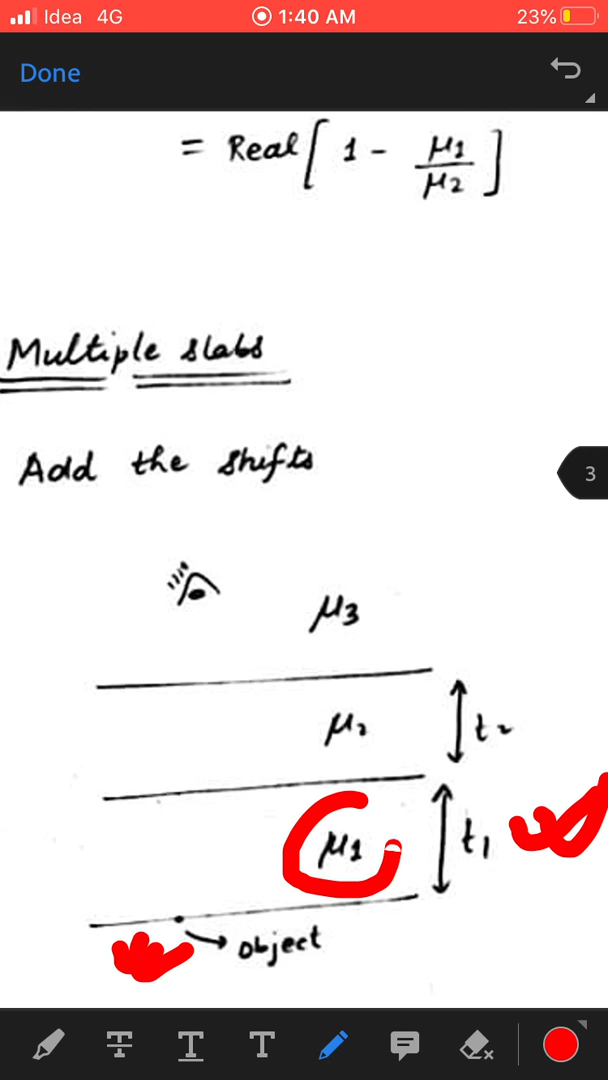 Idea 4G 1:40 AM 23%
Done
= Real [ 1 - μ1/μ2 ]
Multiple slabs
Add the shifts
3
μ3
μ2 t2
μ1 t1
object
T T T